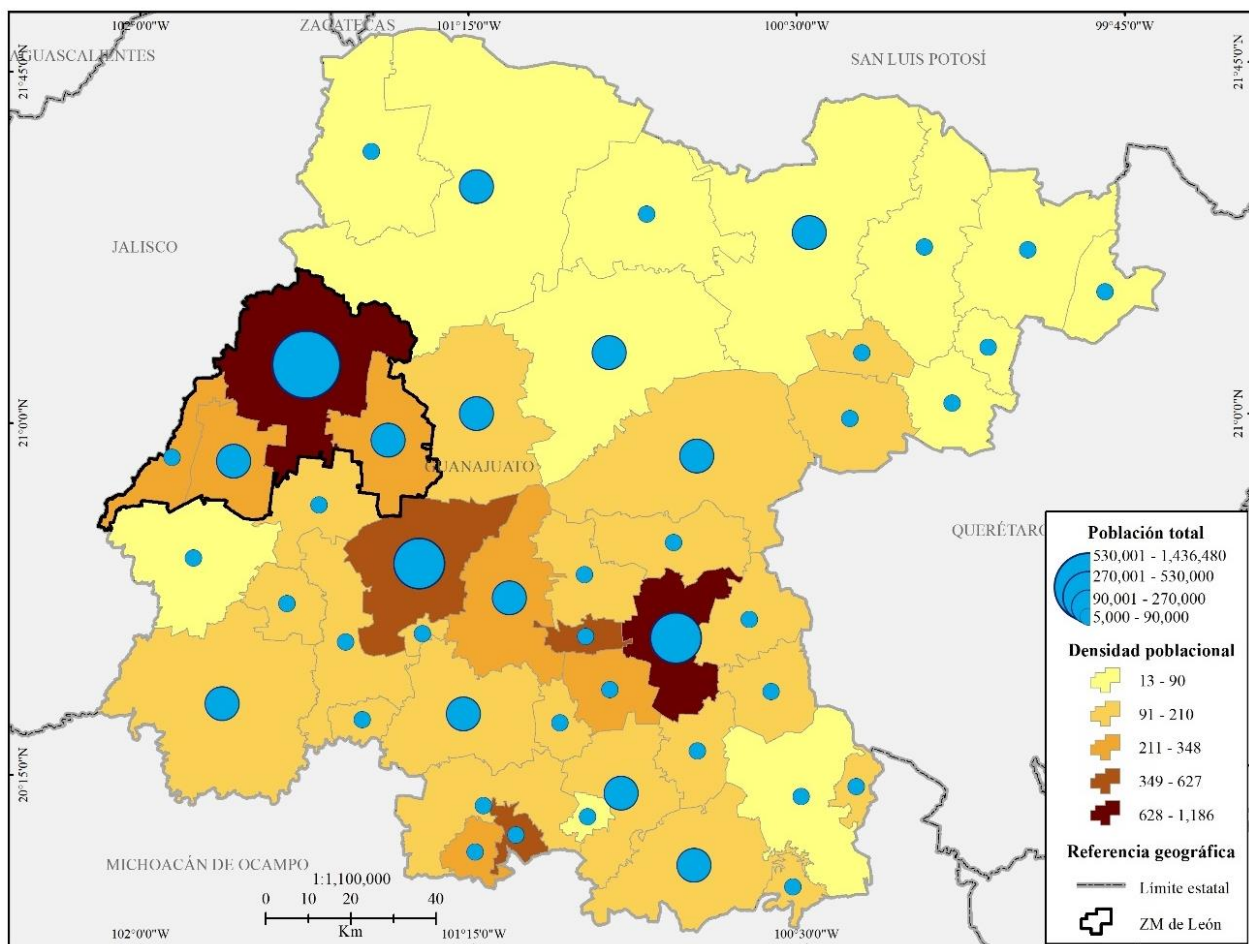 102°0'0"W
101°15'0"W
100°30'0"W
99°45'0"W
ZACATECAS
AGUASCALIENTES
SAN LUIS POTOSÍ
21°45'0"N
21°45'0"N
JALISCO
21°0'0"N
21°0'0"N
GUANAJUATO
QUERÉTARO
Población total
530,001 - 1,436,480
270,001 - 530,000
90,001 - 270,000
5,000 - 90,000
Densidad poblacional
13 - 90
91 - 210
211 - 348
349 - 627
628 - 1,186
Referencia geográfica
Límite estatal
ZM de León
20°15'0"N
20°15'0"N
MICHOACÁN DE OCAMPO
1:1,100,000
0 10 20 40
Km
102°0'0"W
101°15'0"W
100°30'0"W